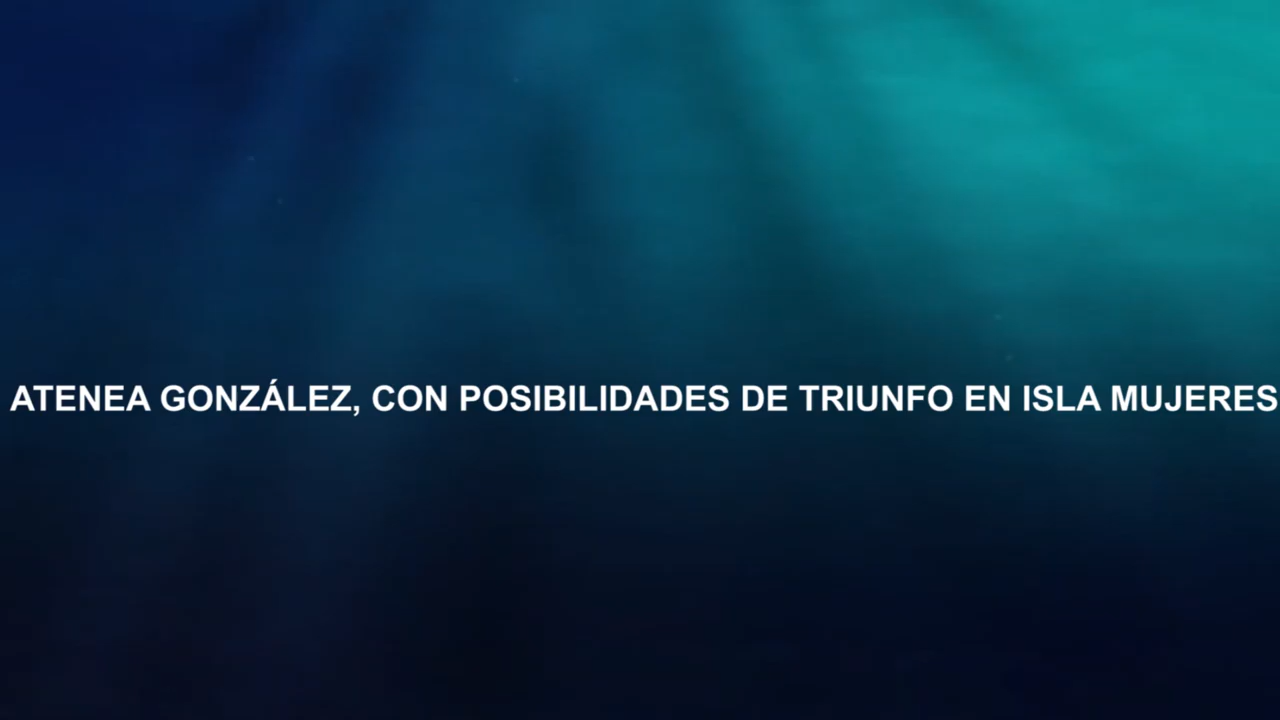 ATENEA GONZÁLEZ, CON POSIBILIDADES DE TRIUNFO EN ISLA MUJERES